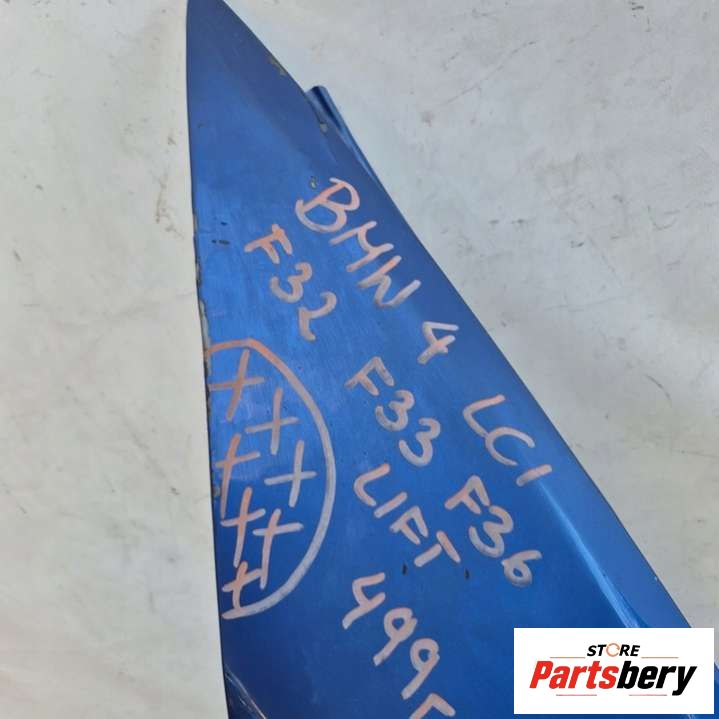 BMW 4 LCI
F32 F33 F36
LIFT
STORE
Partsbery